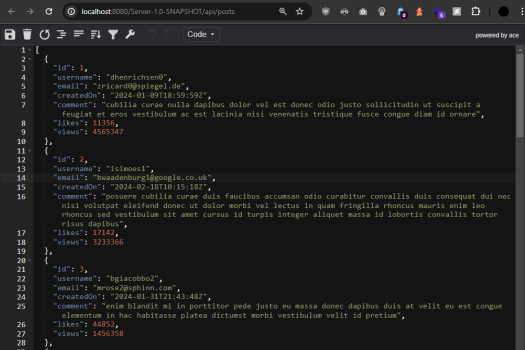 localhost:8080/Server-1.0-SNAPSHOT/api/posts
Code
powered by ace
1 [
2 {
3 "id": 1,
4 "username": "dhenrichsen0",
5 "email": "zricard0@spiegel.de",
6 "createdOn": "2024-01-09T18:59:59Z",
7 "comment": "cubilia curae nulla dapibus dolor vel est donec odio justo sollicitudin ut suscipit a
feugiat et eros vestibulum ac est lacinia nisi venenatis tristique fusce congue diam id ornare",
8 "likes": 11356,
9 "views": 4565347
10 },
11 {
12 "id": 2,
13 "username": "isimoes1",
14 "email": "bwaadenburg1@google.co.uk",
15 "createdOn": "2024-02-18T10:15:18Z",
16 "comment": "posuere cubilia curae duis faucibus accumsan odio curabitur convallis duis consequat dui nec
nisi volutpat eleifend donec ut dolor morbi vel lectus in quam fringilla rhoncus mauris enim leo
rhoncus sed vestibulum sit amet cursus id turpis integer aliquet massa id lobortis convallis tortor
risus dapibus",
17 "likes": 17142,
18 "views": 3233366
19 },
20 {
21 "id": 3,
22 "username": "bgiacobbo2",
23 "email": "mrose2@sphinn.com",
24 "createdOn": "2024-01-31T21:43:48Z",
25 "comment": "enim blandit mi in porttitor pede justo eu massa donec dapibus duis at velit eu est congue
elementum in hac habitasse platea dictumst morbi vestibulum velit id pretium",
26 "likes": 44852,
27 "views": 1456358
28 },